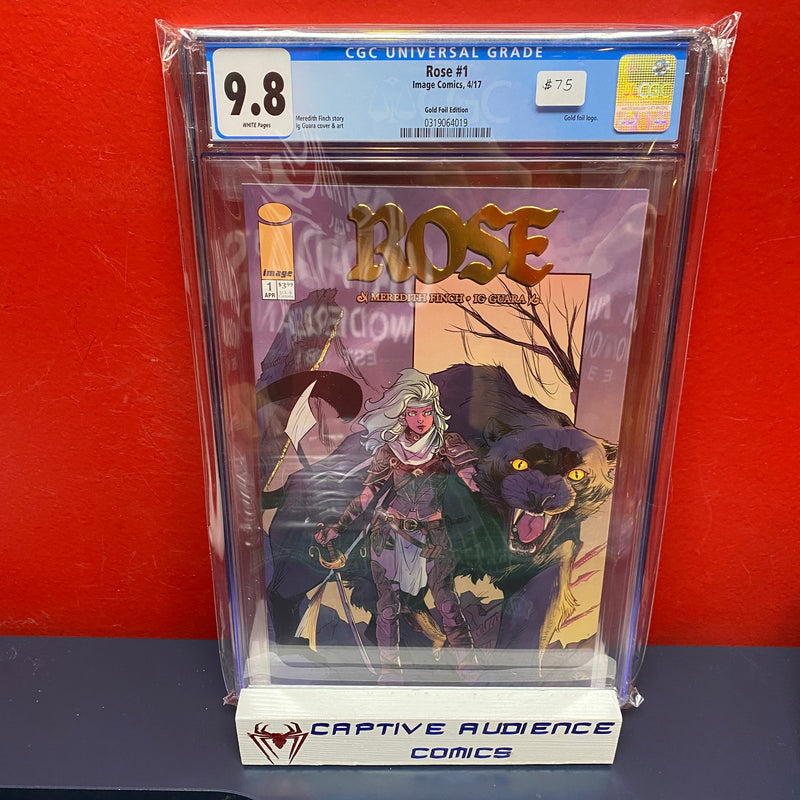 CGC UNIVERSAL GRADE
9.8
WHITE Pages
Rose #1
Image Comics, 4/17
Gold Foil Edition
Meredith Finch story
Ig Guara cover & art
0319064019
$75
Gold foil logo.
CGC
ROSE
MEREDITH FINCH • IG GUARA
image
1
APR
$3.99
CAPTIVE AUDIENCE
COMICS